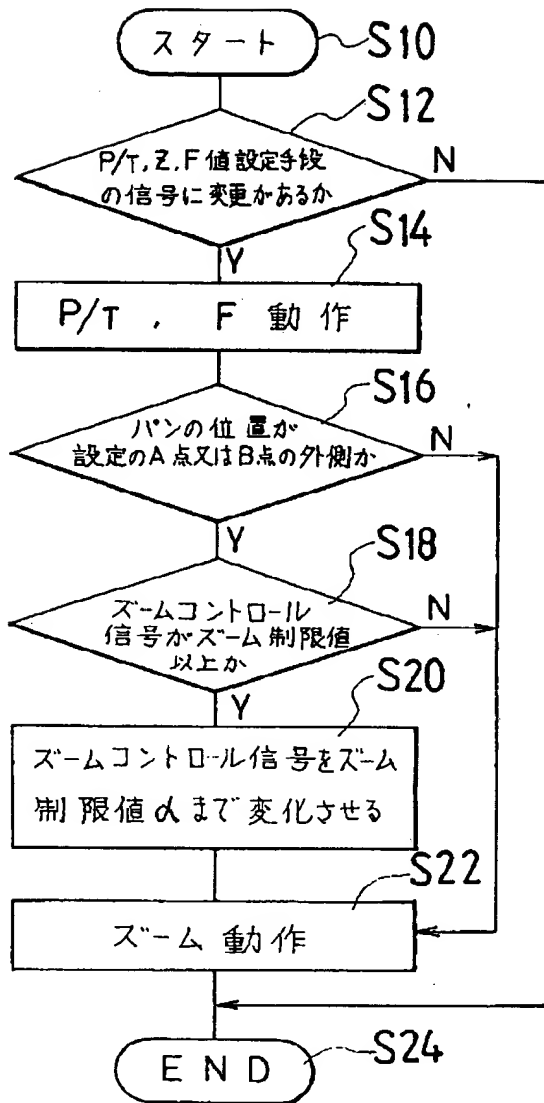 スタート
S10
S12
P/T, Z, F 値設定手段
の信号に変更があるか
N
Y
S14
P/T , F 動作
S16
パンの位置が
設定のA点又はB点の外側か
N
Y
S18
ズームコントロール
信号がズーム制限値
以上か
N
Y
S20
ズームコントロール信号をズーム
制限値αまで変化させる
S22
ズーム動作
END
S24